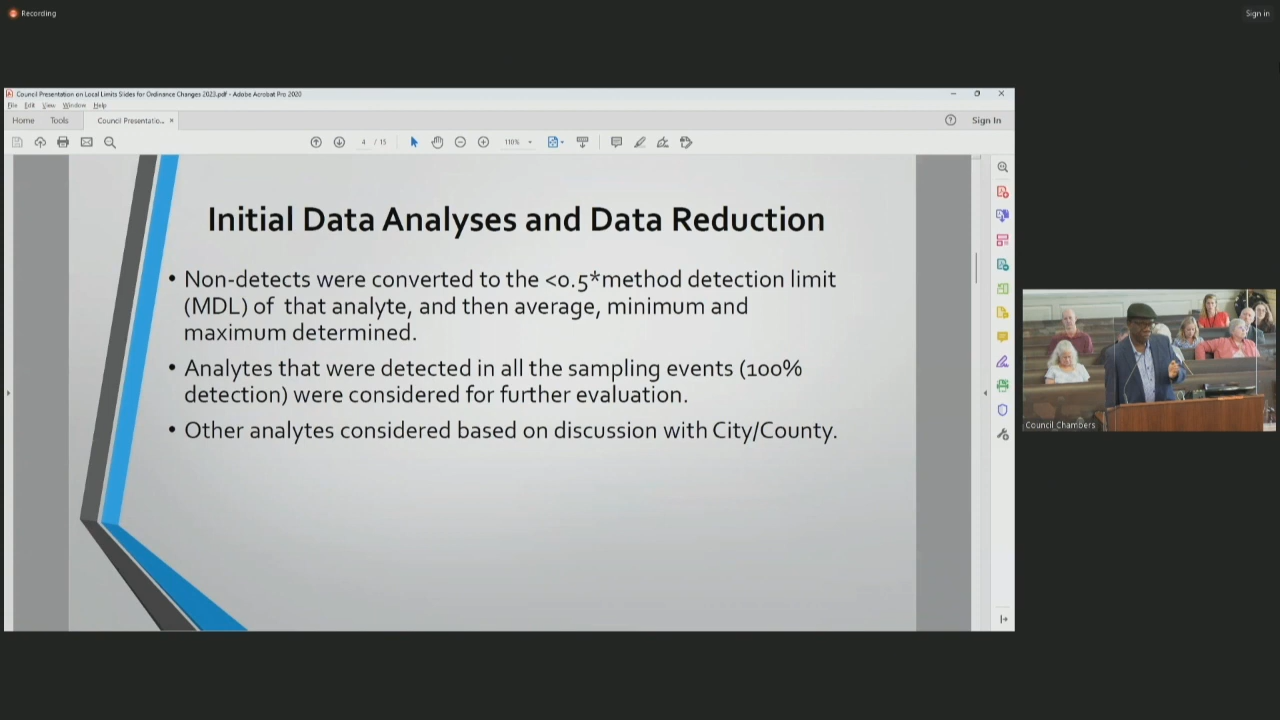 Recording
Sign in
Council Presentation on Local Limits Slides for Ordinance Changes 2023.pdf - Adobe Acrobat Pro 2020
File Edit View Window Help
Home Tools Council Presentatio... × Sign In
4 / 15 110%
Initial Data Analyses and Data Reduction
• Non-detects were converted to the <0.5*method detection limit
(MDL) of that analyte, and then average, minimum and
maximum determined.
• Analytes that were detected in all the sampling events (100%
detection) were considered for further evaluation.
• Other analytes considered based on discussion with City/County.
Council Chambers